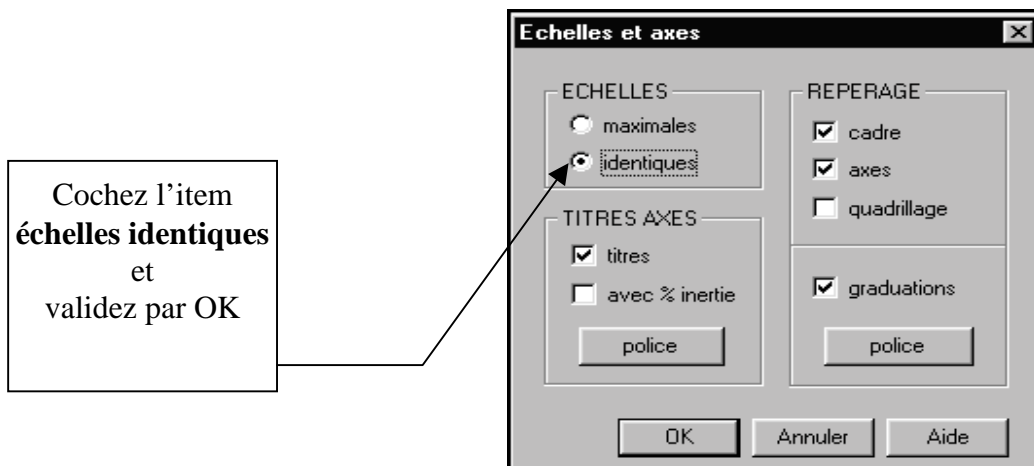 Cochez l'item
échelles identiques
et
validez par OK
Echelles et axes
ECHELLES
maximales
identiques
TITRES AXES
titres
avec % inertie
police
REPERAGE
cadre
axes
quadrillage
graduations
police
OK
Annuler
Aide